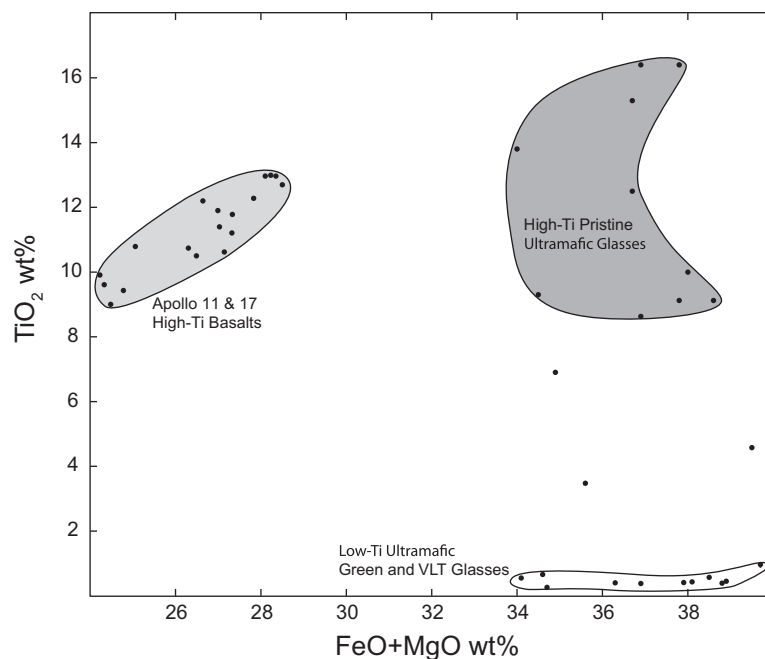 16
14
12
10
8
6
4
2
TiO2 wt%
High-Ti Pristine
Ultramafic Glasses
Apollo 11 & 17
High-Ti Basalts
Low-Ti Ultramafic
Green and VLT Glasses
26 28 30 32 34 36 38
FeO+MgO wt%